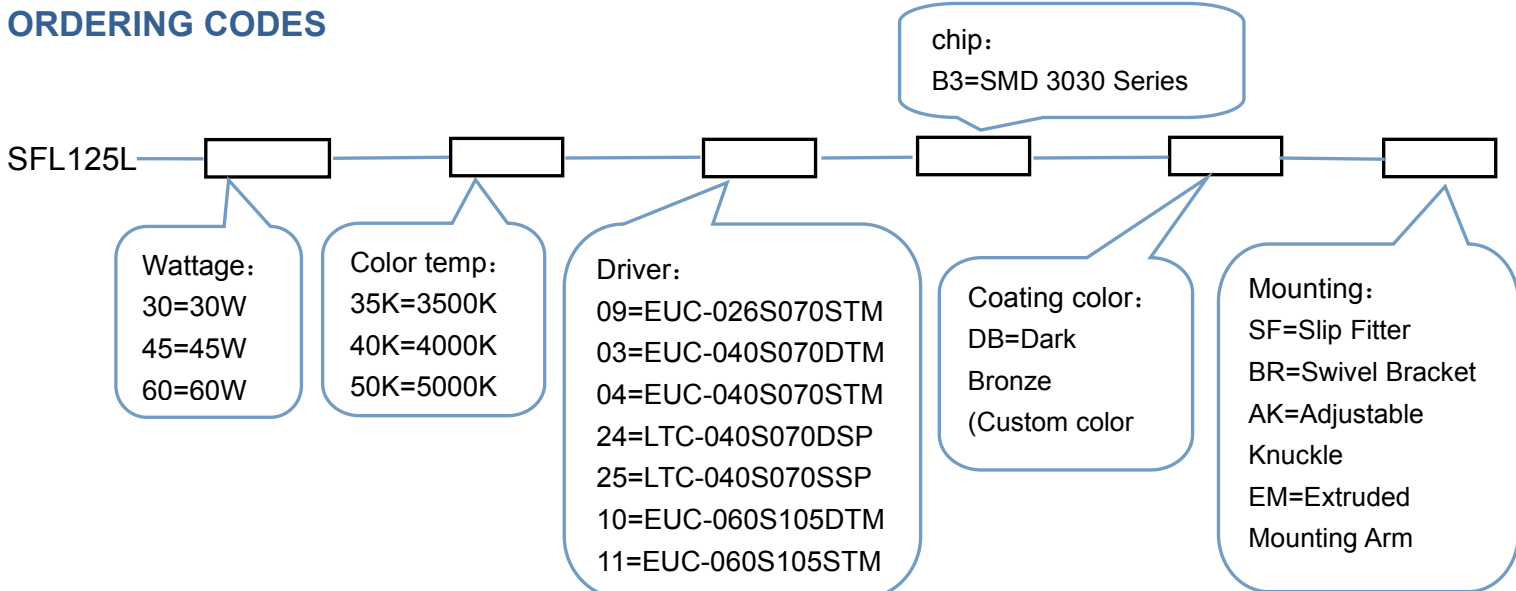 ORDERING CODES
chip：
B3=SMD 3030 Series
SFL125L
Wattage：
30=30W
45=45W
60=60W
Color temp：
35K=3500K
40K=4000K
50K=5000K
Driver：
09=EUC-026S070STM
03=EUC-040S070DTM
04=EUC-040S070STM
24=LTC-040S070DSP
25=LTC-040S070SSP
10=EUC-060S105DTM
11=EUC-060S105STM
Coating color：
DB=Dark
Bronze
(Custom color
Mounting：
SF=Slip Fitter
BR=Swivel Bracket
AK=Adjustable
Knuckle
EM=Extruded
Mounting Arm